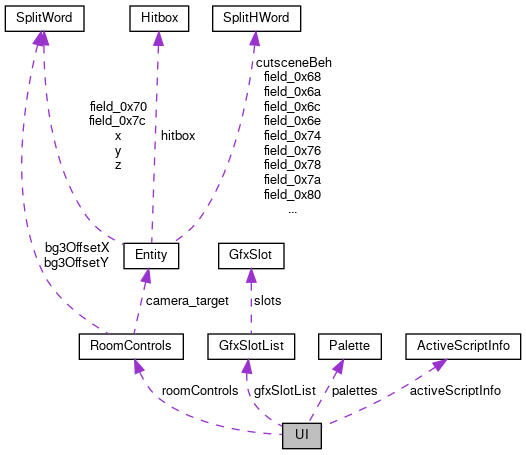 SplitWord
Hitbox
SplitHWord
cutsceneBeh
field_0x68
field_0x6a
field_0x6c
field_0x6e
field_0x74
field_0x76
field_0x78
field_0x7a
field_0x80
...
field_0x70
field_0x7c
x
y
z
hitbox
bg3OffsetX
bg3OffsetY
Entity
GfxSlot
camera_target
slots
RoomControls
GfxSlotList
Palette
ActiveScriptInfo
roomControls
gfxSlotList
palettes
activeScriptInfo
UI